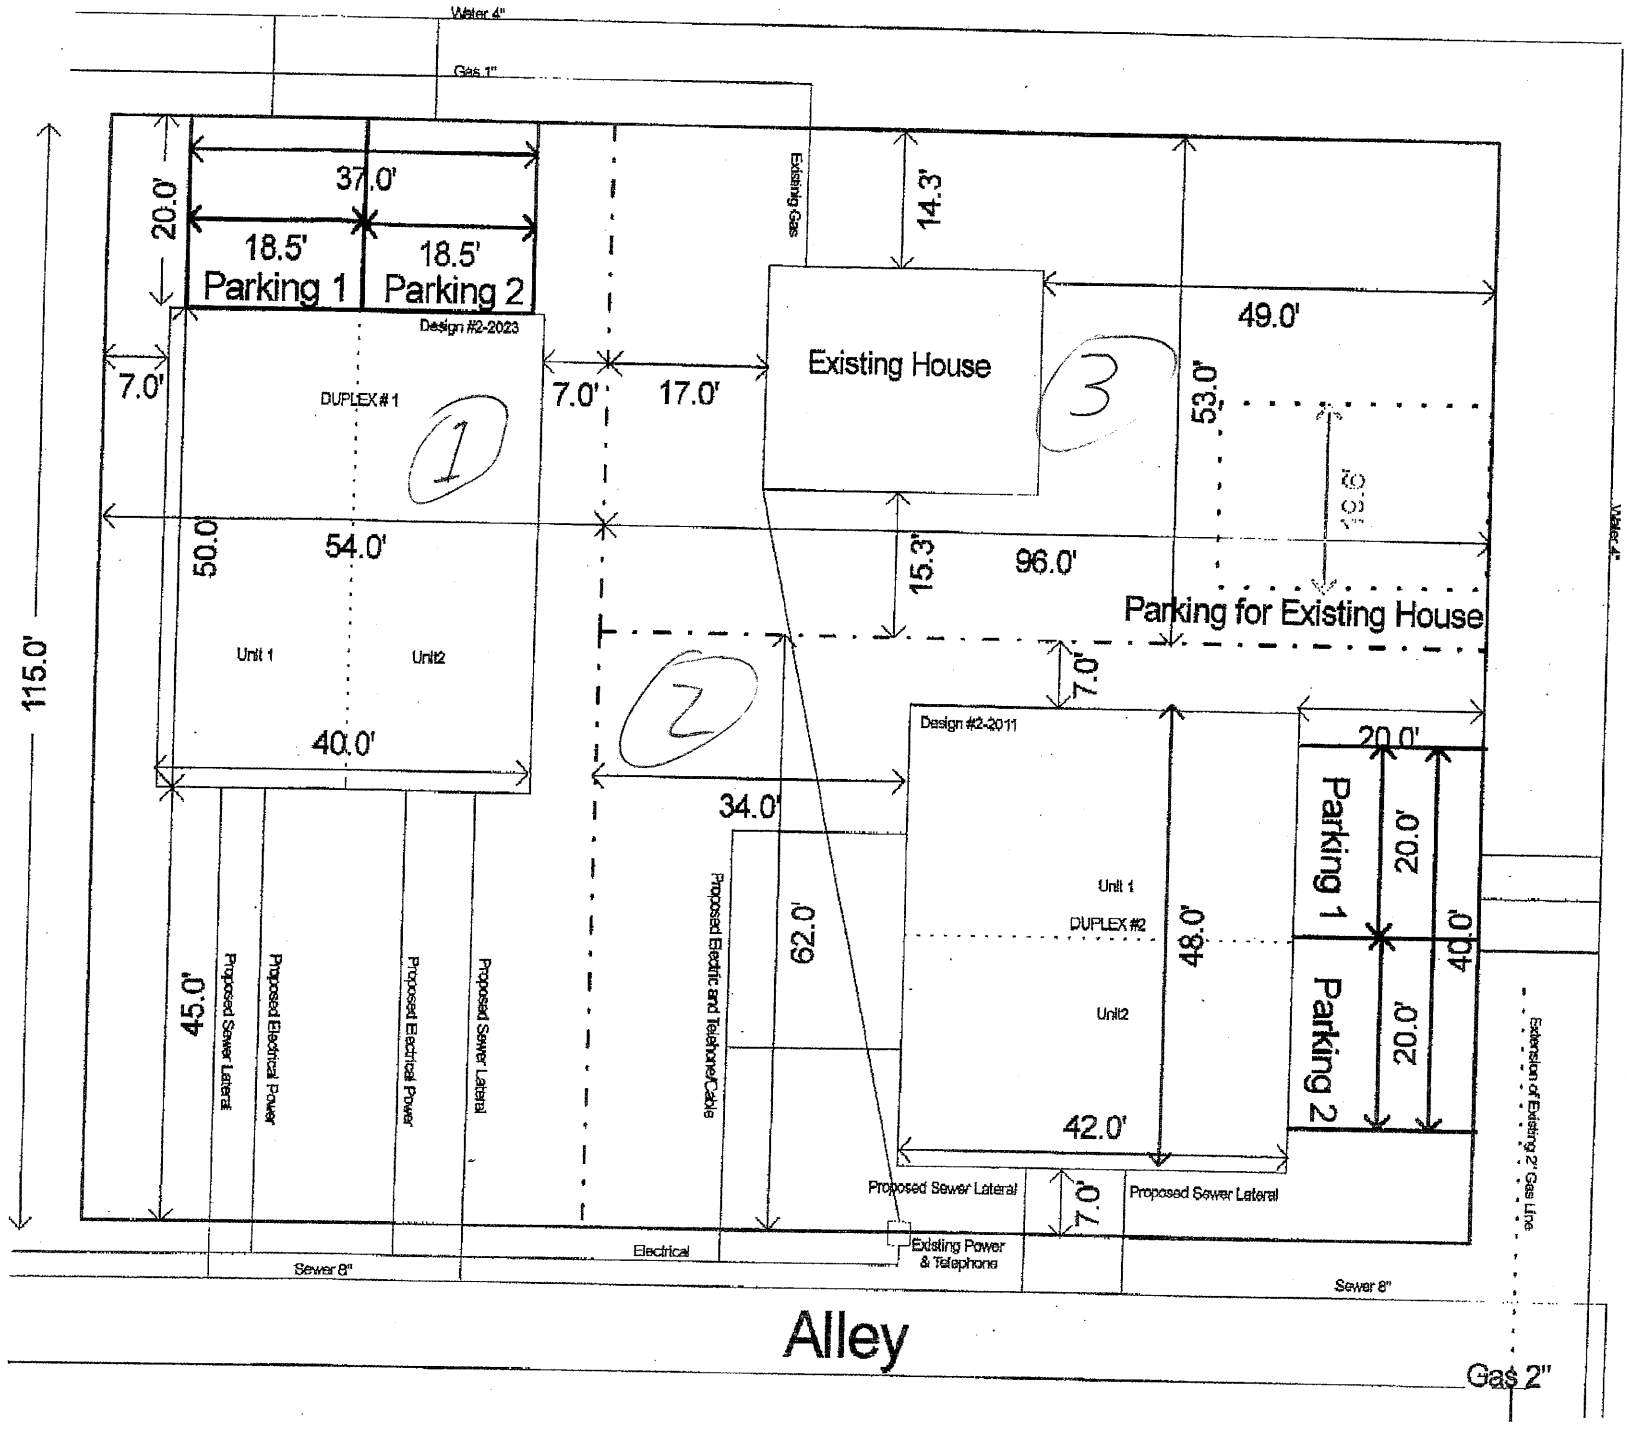 Water 4"
Gas 1"
Existinig Gas
20.0'
37.0'
18.5'
18.5'
Parking 1
Parking 2
14.3'
Design #2-2023
49.0'
7.0'
DUPLEX # 1
1
7.0'
17.0'
Existing House
3
53.0'
19.6'
Water 4"
50.0'
54.0'
15.3'
96.0'
Parking for Existing House
115.0'
Unit 1
Unit2
2
7.0'
40.0'
Design #2-2011
20.0'
34.0'
Parking 1
20.0'
Unit 1
DUPLEX #2
48.0'
40.0'
62.0'
45.0'
Proposed Sewer Lateral
Proposed Electrical Power
Proposed Electrical Power
Proposed Sewer Lateral
Proposed Electric and Telehone/Cable
Unit2
Parking 2
20.0'
Extension of Existing 2' Gas Line
42.0'
Proposed Sewer Lateral
7.0'
Proposed Sewer Lateral
Electrical
Existing Power
& Telephone
Sewer 8"
Sewer 8"
Alley
Gas 2"